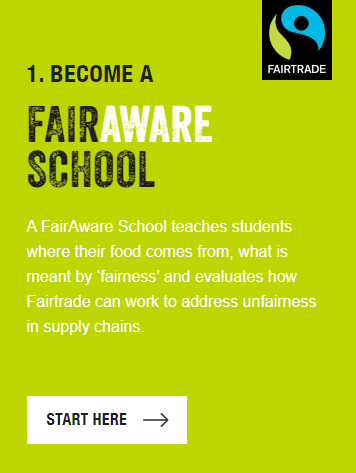 FAIRTRADE
1. BECOME A
FAIRAWARE
SCHOOL
A FairAware School teaches students
where their food comes from, what is
meant by ‘fairness’ and evaluates how
Fairtrade can work to address unfairness
in supply chains.
START HERE